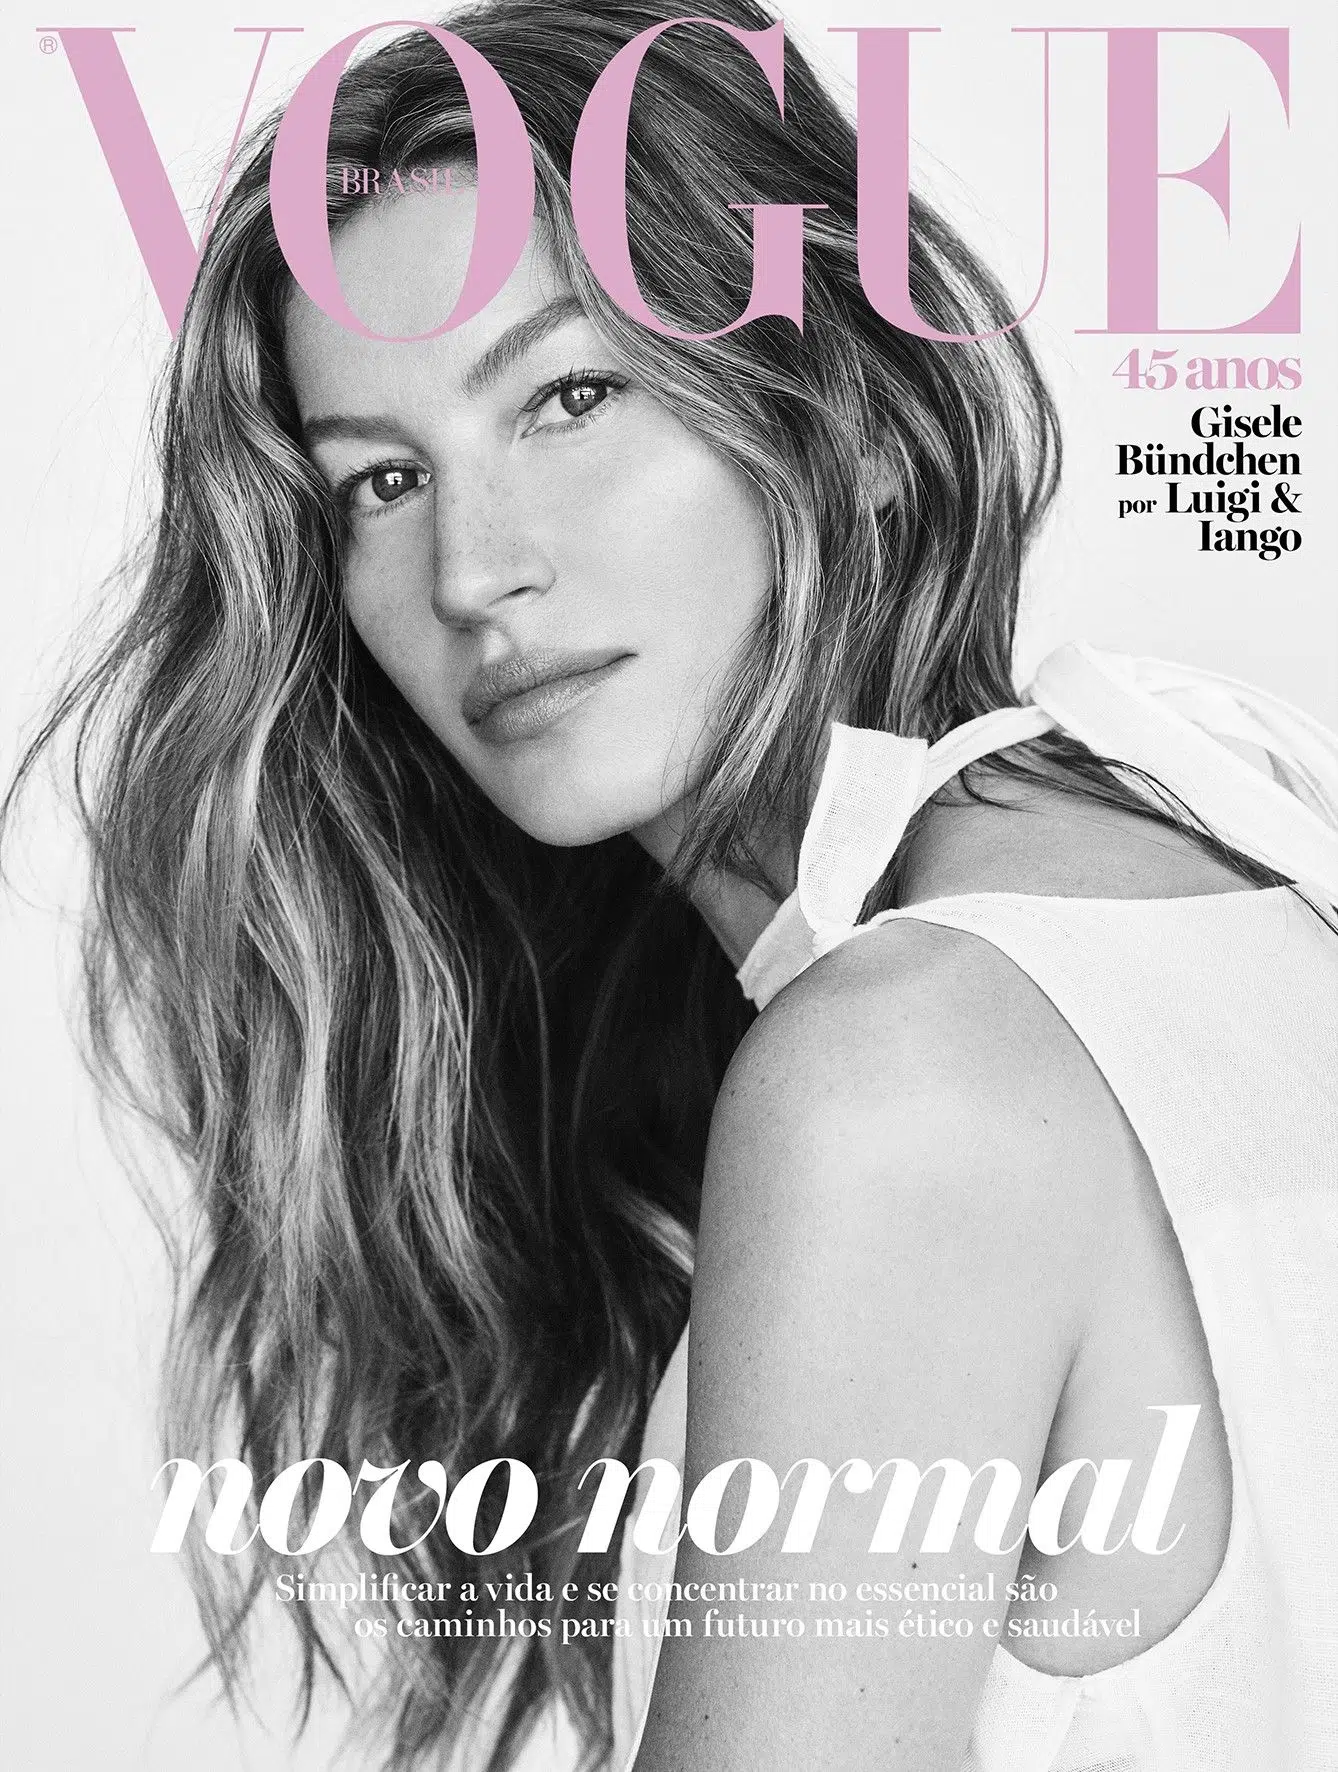 ®
VOGUE
BRASIL
45 anos
Gisele
Bündchen
por Luigi &
Iango
novo normal
Simplificar a vida e se concentrar no essencial são
os caminhos para um futuro mais ético e saudável